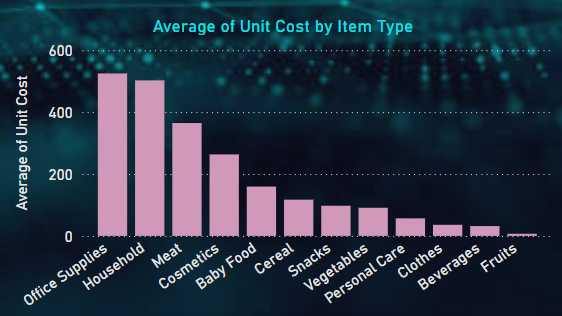 Average of Unit Cost by Item Type
Average of Unit Cost
600
400
200
0
Office Supplies
Household
Meat
Cosmetics
Baby Food
Cereal
Snacks
Vegetables
Personal Care
Clothes
Beverages
Fruits